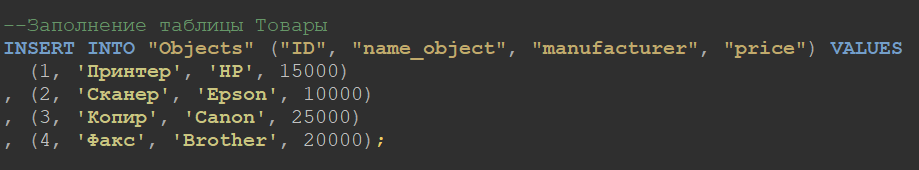 --Заполнение таблицы Товары
INSERT INTO "Objects" ("ID", "name_object", "manufacturer", "price") VALUES
(1, 'Принтер', 'HP', 15000)
, (2, 'Сканер', 'Epson', 10000)
, (3, 'Копир', 'Canon', 25000)
, (4, 'Факс', 'Brother', 20000);